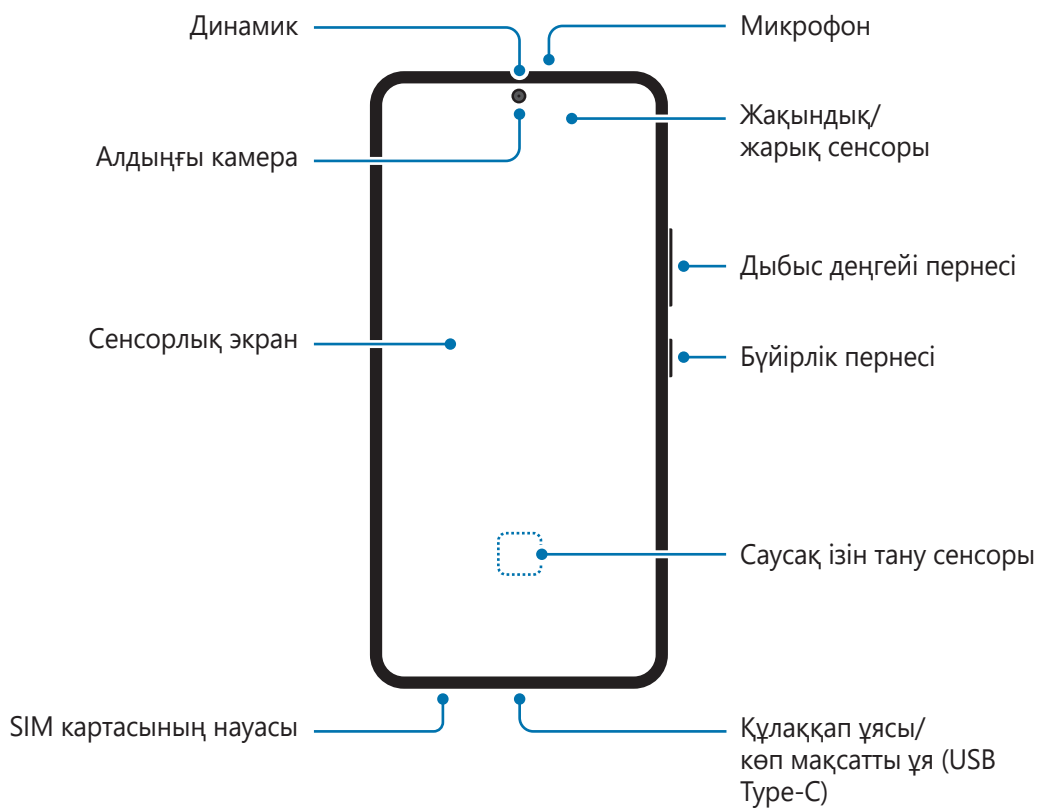 Динамик
Микрофон
Жақындық/
жарық сенсоры
Алдыңғы камера
Дыбыс деңгейі пернесі
Сенсорлық экран
Бүйірлік пернесі
Саусақ ізін тану сенсоры
SIM картасының науасы
Құлаққап ұясы/
көп мақсатты ұя (USB
Type-C)